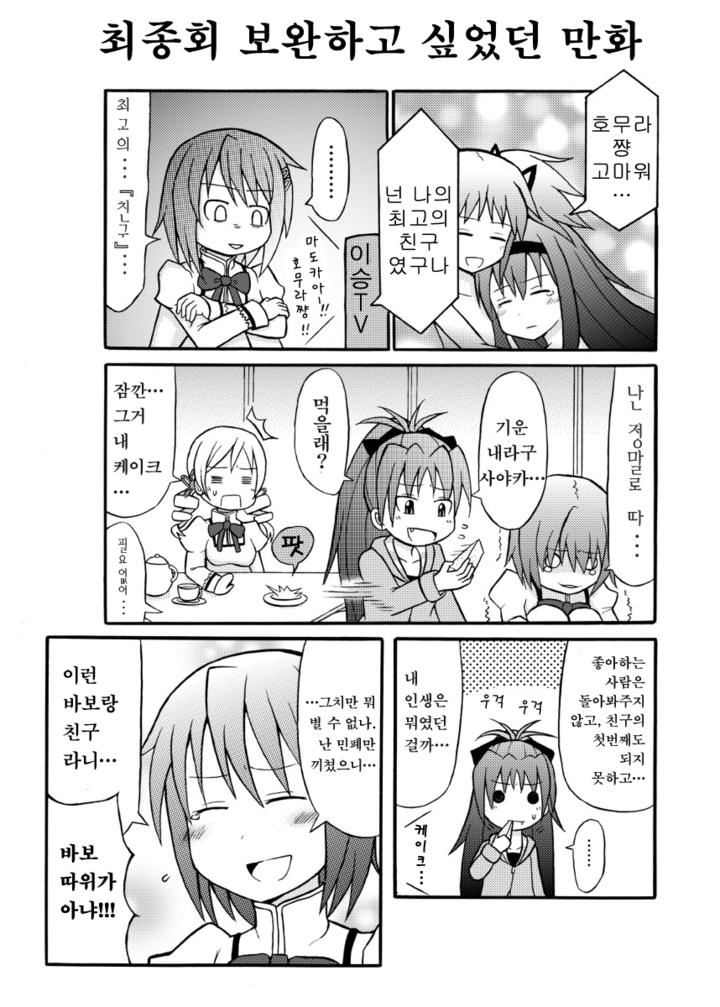 최종회 보완하고 싶었던 만화
호무라
쨩
고마워
…
넌 나의
최고의
친구
였구나
이승TV
………
마도카아-!!
호무라쨩!!
최고의…『친구』…
난 정말로 따…
기운
내라구
사야카…
먹을래?
팟
잠깐…
그거
내
케이크
…
필요 없어…
좋아하는
사람은
돌아봐주지
않고, 친구의
첫번째도
되지
못하고…
내
인생은
뭐였던
걸까…
우걱 우걱
……
케이크…
…그치만 뭐
별 수 없나.
난 민폐만
끼쳤으니…
이런
바보랑
친구
라니…
바보
따위가
아냐!!!